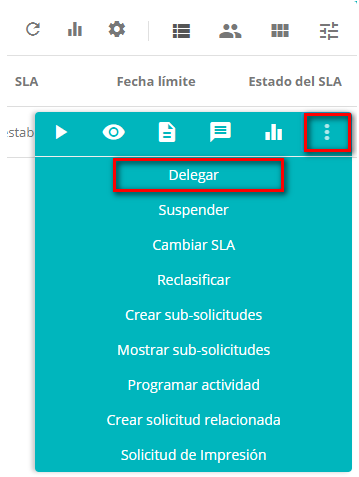 SLA Fecha límite Estado del SLA
estab
Delegar
Suspender
Cambiar SLA
Reclasificar
Crear sub-solicitudes
Mostrar sub-solicitudes
Programar actividad
Crear solicitud relacionada
Solicitud de Impresión